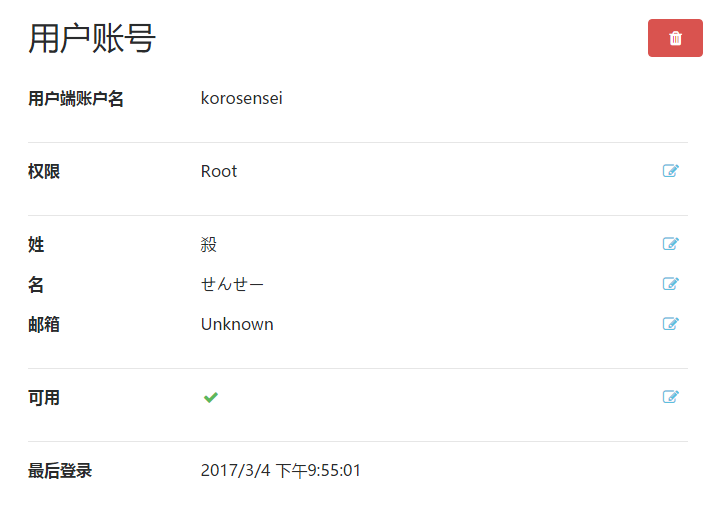 用户账号
用户端账户名 korosensei
权限 Root
姓 殺
名 せんせー
邮箱 Unknown
可用
最后登录 2017/3/4 下午9:55:01